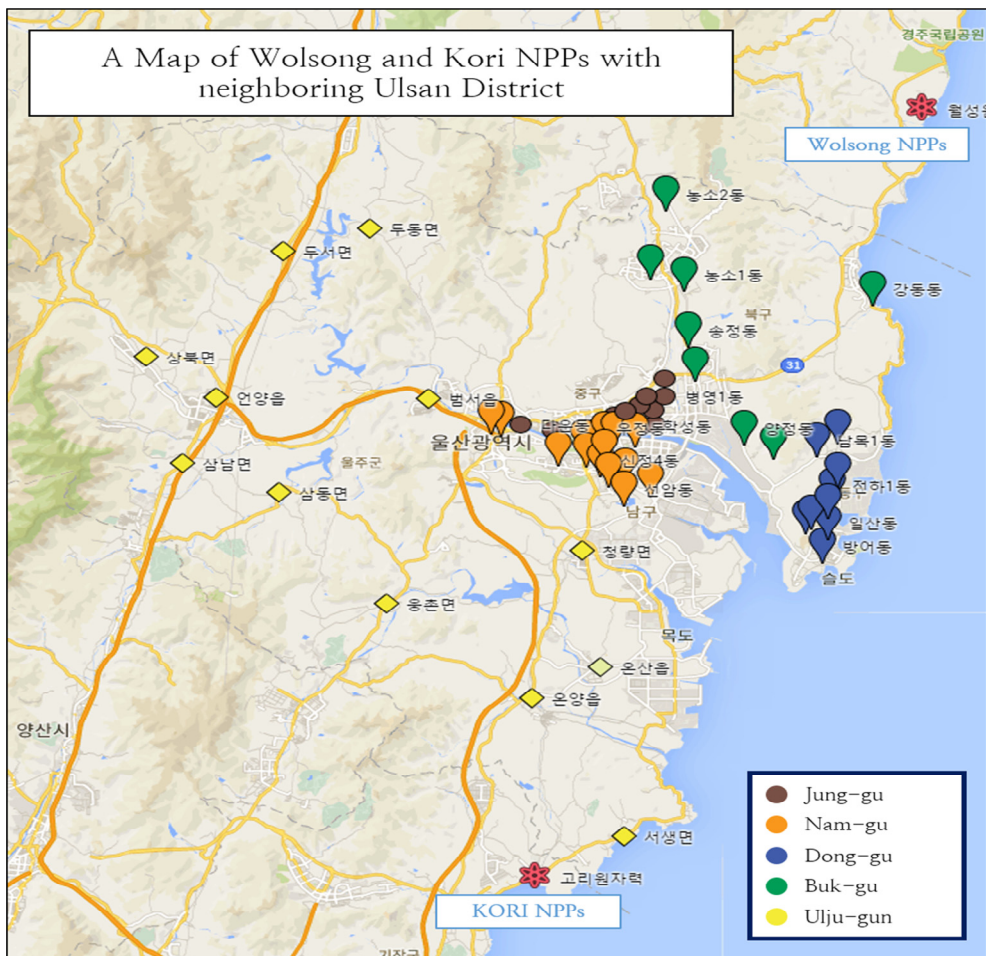 A Map of Wolsong and Kori NPPs with
neighboring Ulsan District
경주국립공원
월성원
Wolsong NPPs
농소2동
두동면
두서면
농소1동
강동동
북구
송정동
상북면
31
중구
병영1동
언양읍
범서읍
학성동
양정동
남목1동
울산광역시
울주군
삼남면
신정4동
삼동면
선암동
전하1동
남구
일산동
방어동
청량면
슬도
웅촌면
목도
온산읍
온양읍
양산시
서생면
고리원자력
KORI NPPs
기장군
Jung-gu
Nam-gu
Dong-gu
Buk-gu
Ulju-gun